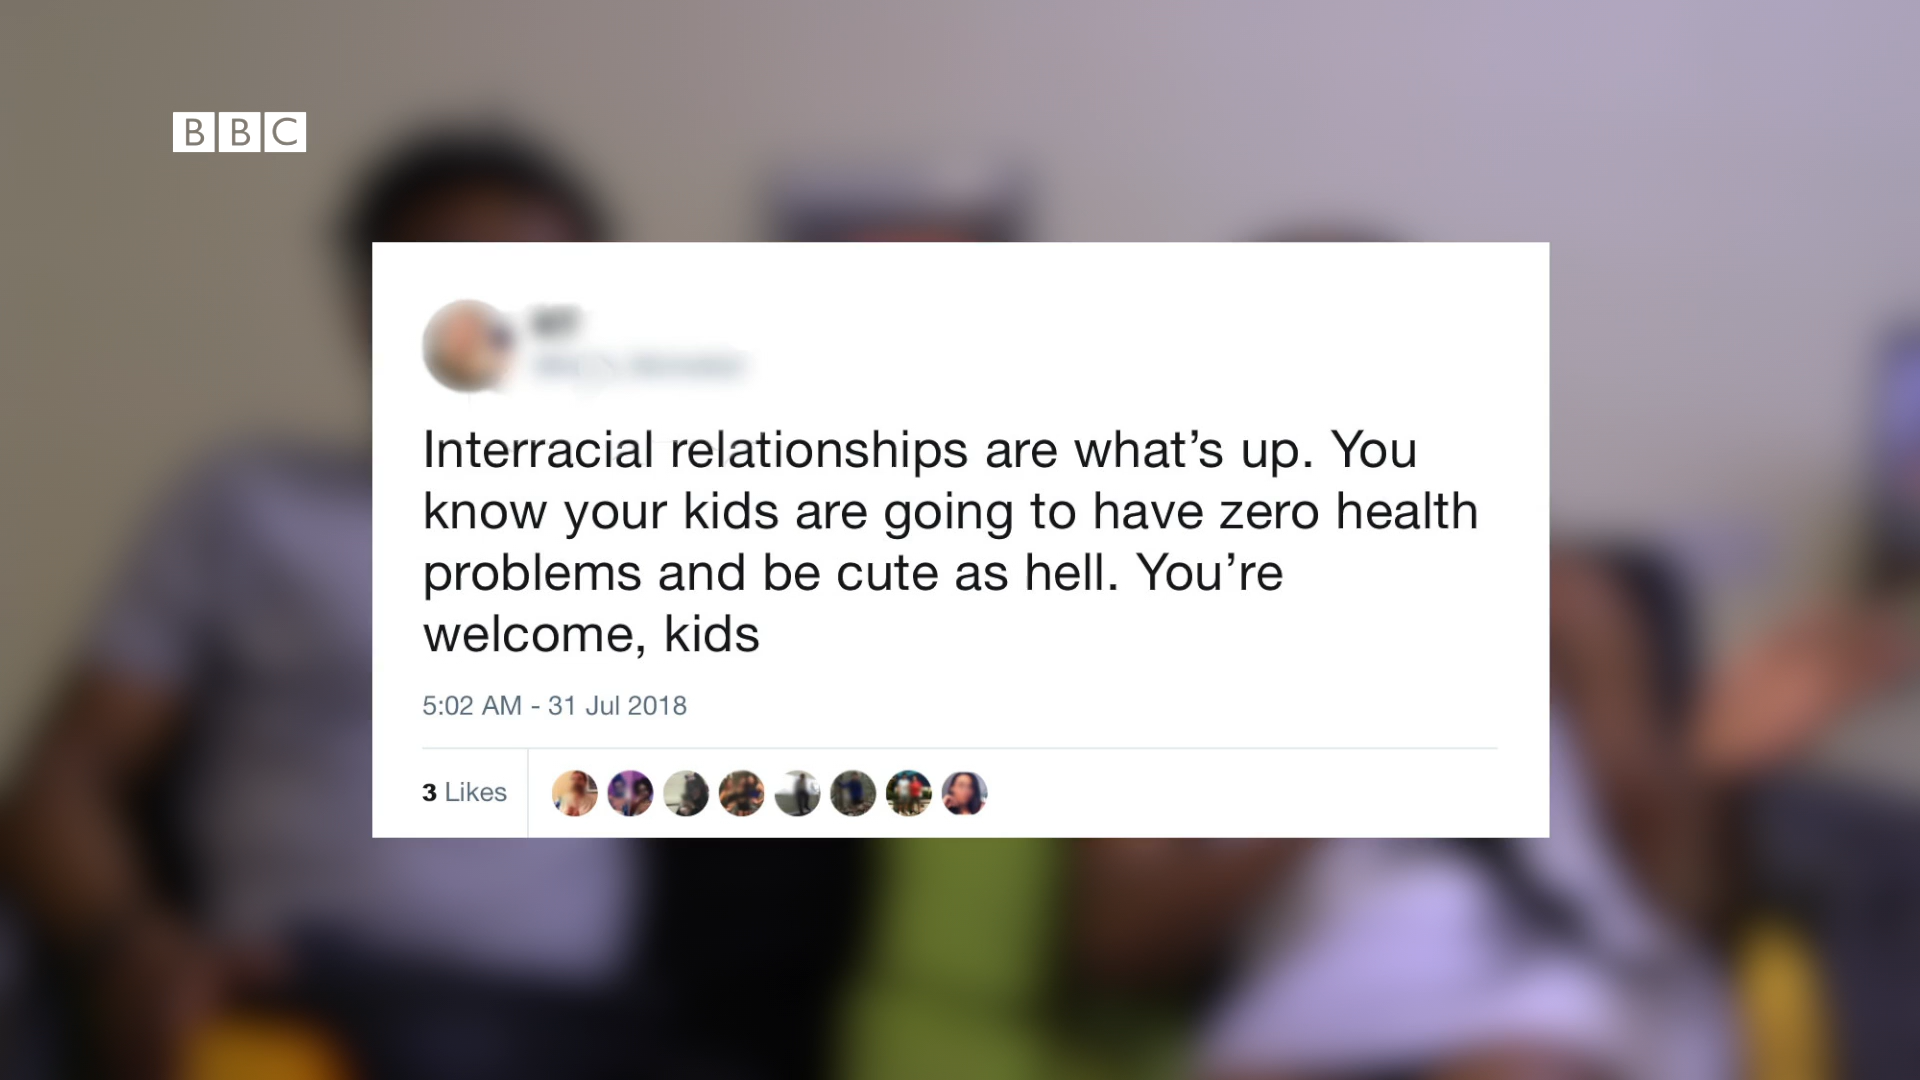 BBC
Interracial relationships are what's up. You
know your kids are going to have zero health
problems and be cute as hell. You're
welcome, kids
5:02 AM - 31 Jul 2018
3 Likes